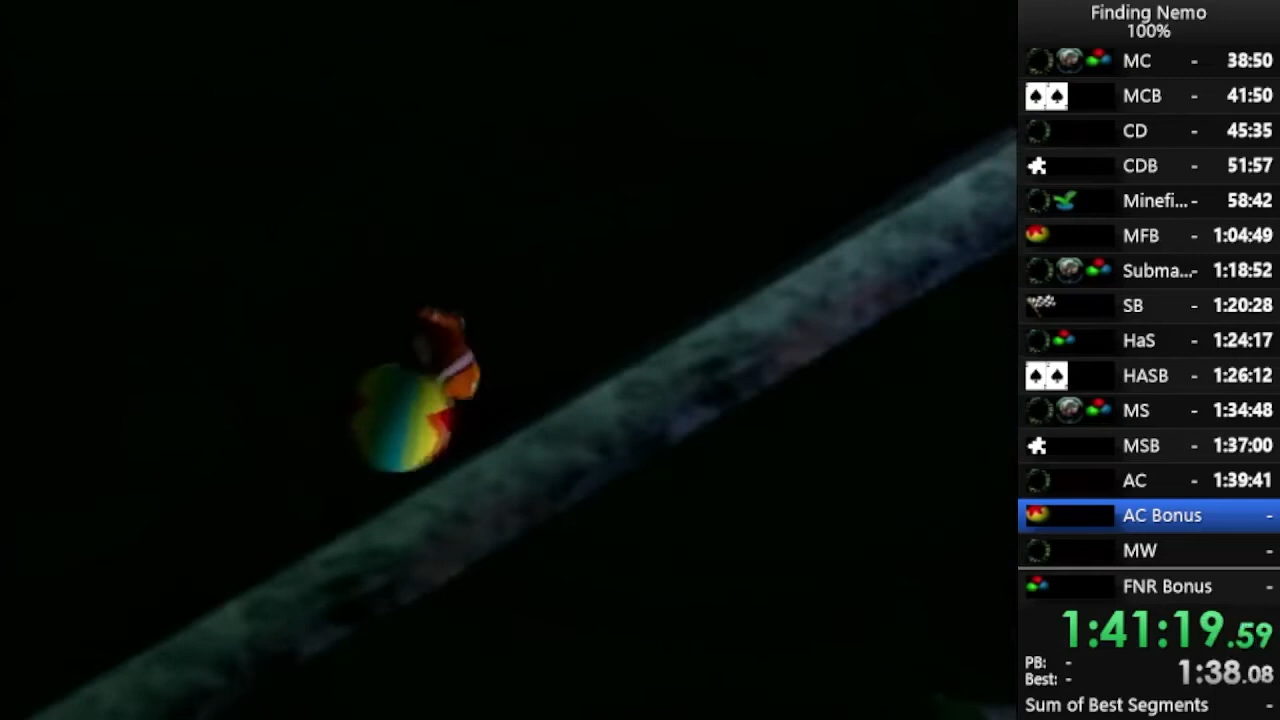 Finding Nemo
100%
MC - 38:50
MCB - 41:50
CD - 45:35
CDB - 51:57
Minefi... - 58:42
MFB - 1:04:49
Subma... - 1:18:52
SB - 1:20:28
HaS - 1:24:17
HASB - 1:26:12
MS - 1:34:48
MSB - 1:37:00
AC - 1:39:41
AC Bonus -
MW -
FNR Bonus -
1:41:19.59
PB: - 1:38.08
Best: -
Sum of Best Segments -